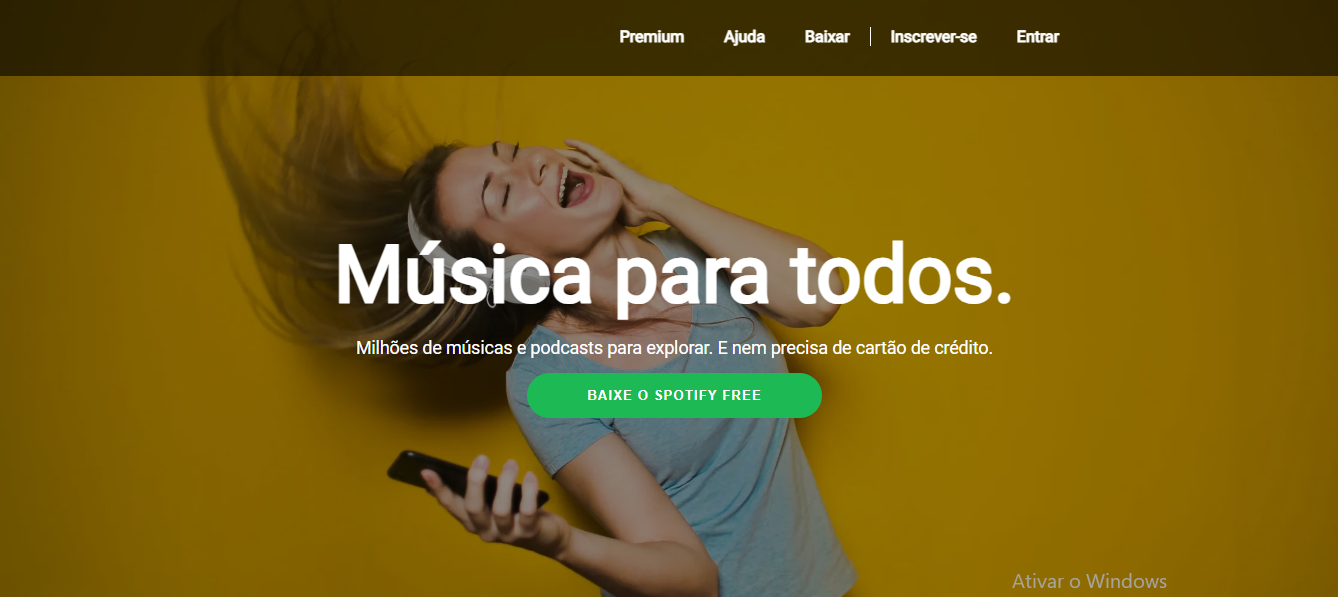 Premium Ajuda Baixar Inscrever-se Entrar
Música para todos.
Milhões de músicas e podcasts para explorar. E nem precisa de cartão de crédito.
BAIXE O SPOTIFY FREE
Ativar o Windows